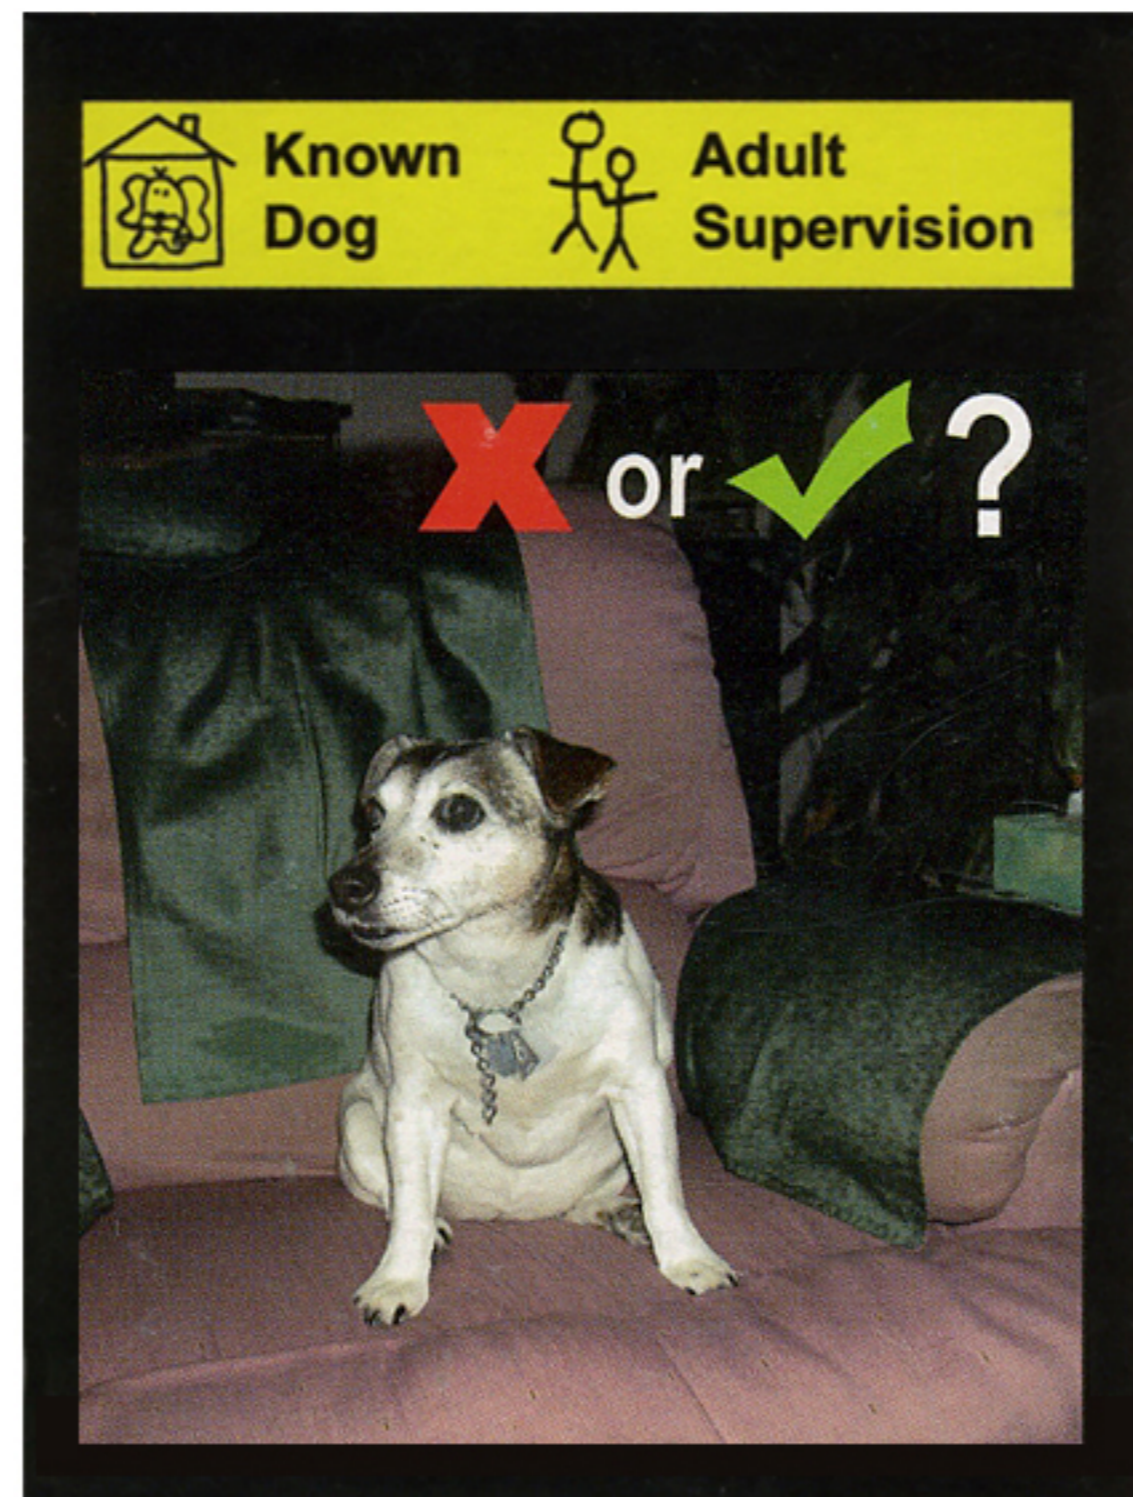 Known
Dog
Adult
Supervision
X or ✓ ?